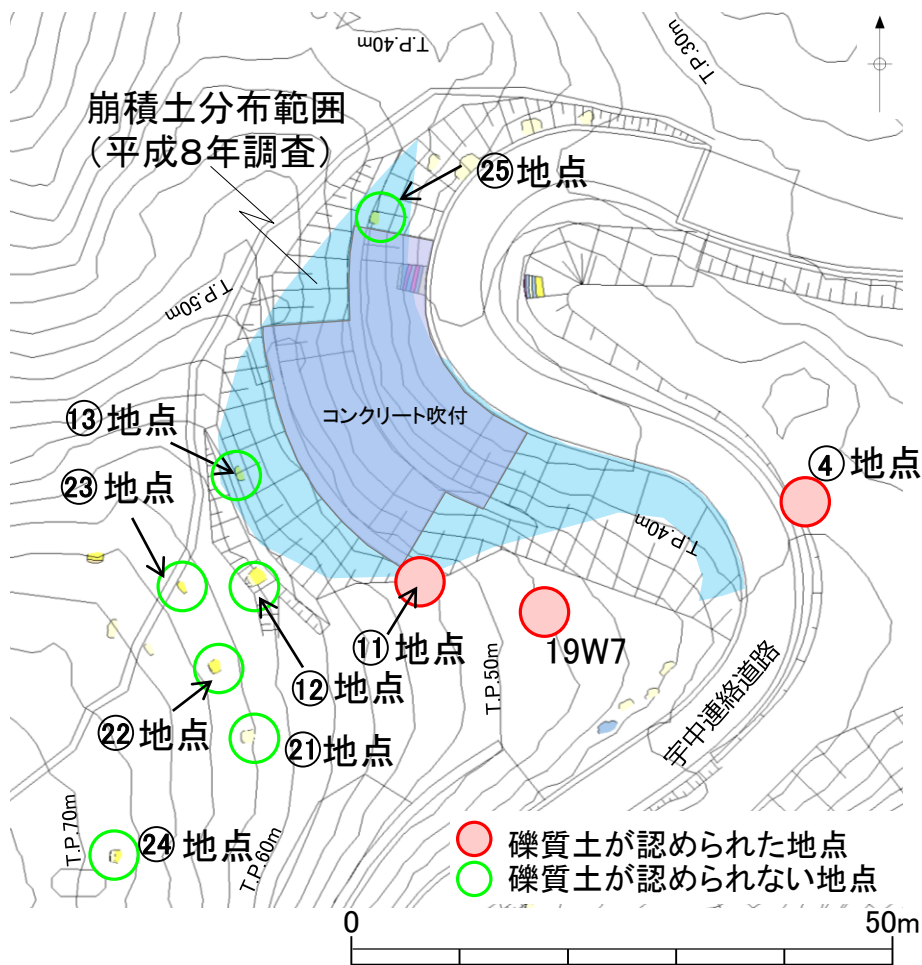 T.P.40m
T.P.30m
崩積土分布範囲
（平成8年調査）
㉕地点
T.P.50m
コンクリート吹付
⑬地点
㉓地点
④地点
T.P.40m
⑪地点
19W7
⑫地点
T.P.50m
㉒地点
㉑地点
宇中連絡道路
㉔地点
T.P.70m
T.P.60m
礫質土が認められた地点
礫質土が認められない地点
0
50m